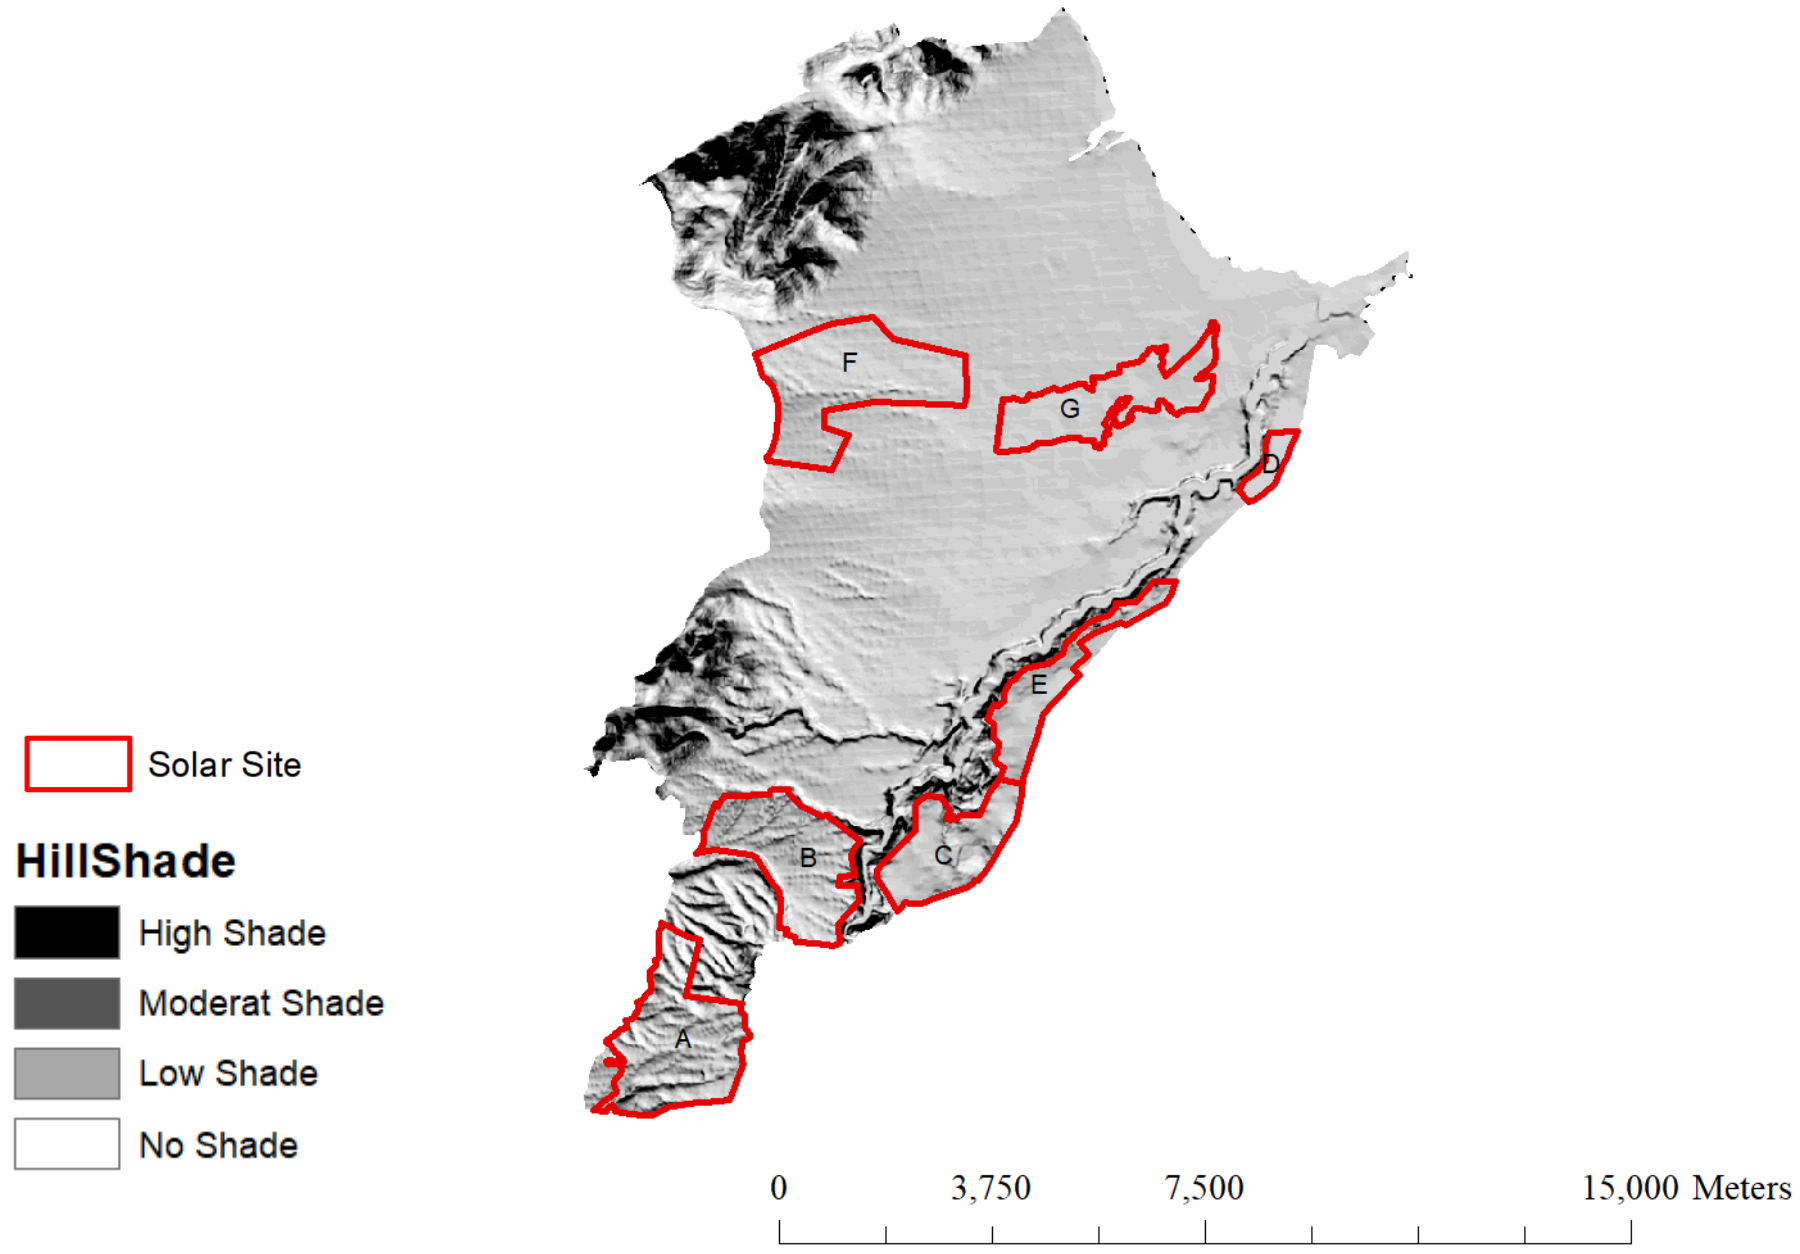 F
G
D
E
Solar Site
B
C
HillShade
High Shade
Moderat Shade
A
Low Shade
No Shade
0 3,750 7,500 15,000 Meters